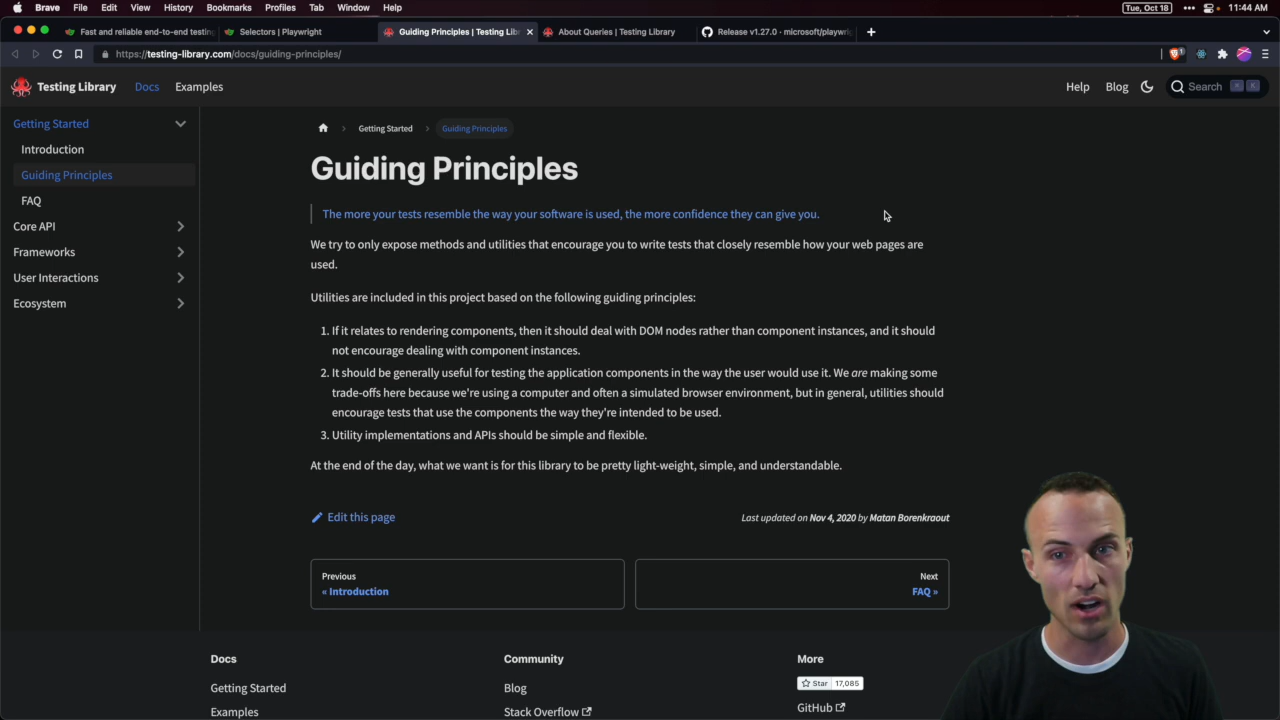 Brave File Edit View History Bookmarks Profiles Tab Window Help Tue, Oct 18 11:44 AM
Fast and reliable end-to-end testing Selectors | Playwright Guiding Principles | Testing Lib About Queries | Testing Library Release v1.27.0 · microsoft/playwri
https://testing-library.com/docs/guiding-principles/
Testing Library Docs Examples Help Blog Search K
Getting Started
Introduction
Guiding Principles
FAQ
Core API
Frameworks
User Interactions
Ecosystem
Getting Started Guiding Principles
Guiding Principles
The more your tests resemble the way your software is used, the more confidence they can give you.
We try to only expose methods and utilities that encourage you to write tests that closely resemble how your web pages are
used.
Utilities are included in this project based on the following guiding principles:
1. If it relates to rendering components, then it should deal with DOM nodes rather than component instances, and it should
not encourage dealing with component instances.
2. It should be generally useful for testing the application components in the way the user would use it. We are making some
trade-offs here because we're using a computer and often a simulated browser environment, but in general, utilities should
encourage tests that use the components the way they're intended to be used.
3. Utility implementations and APIs should be simple and flexible.
At the end of the day, what we want is for this library to be pretty light-weight, simple, and understandable.
Edit this page
Last updated on Nov 4, 2020 by Matan Borenkraout
Previous
« Introduction
Next
FAQ »
Docs
Getting Started
Examples
Community
Blog
Stack Overflow
More
Star 17,085
GitHub